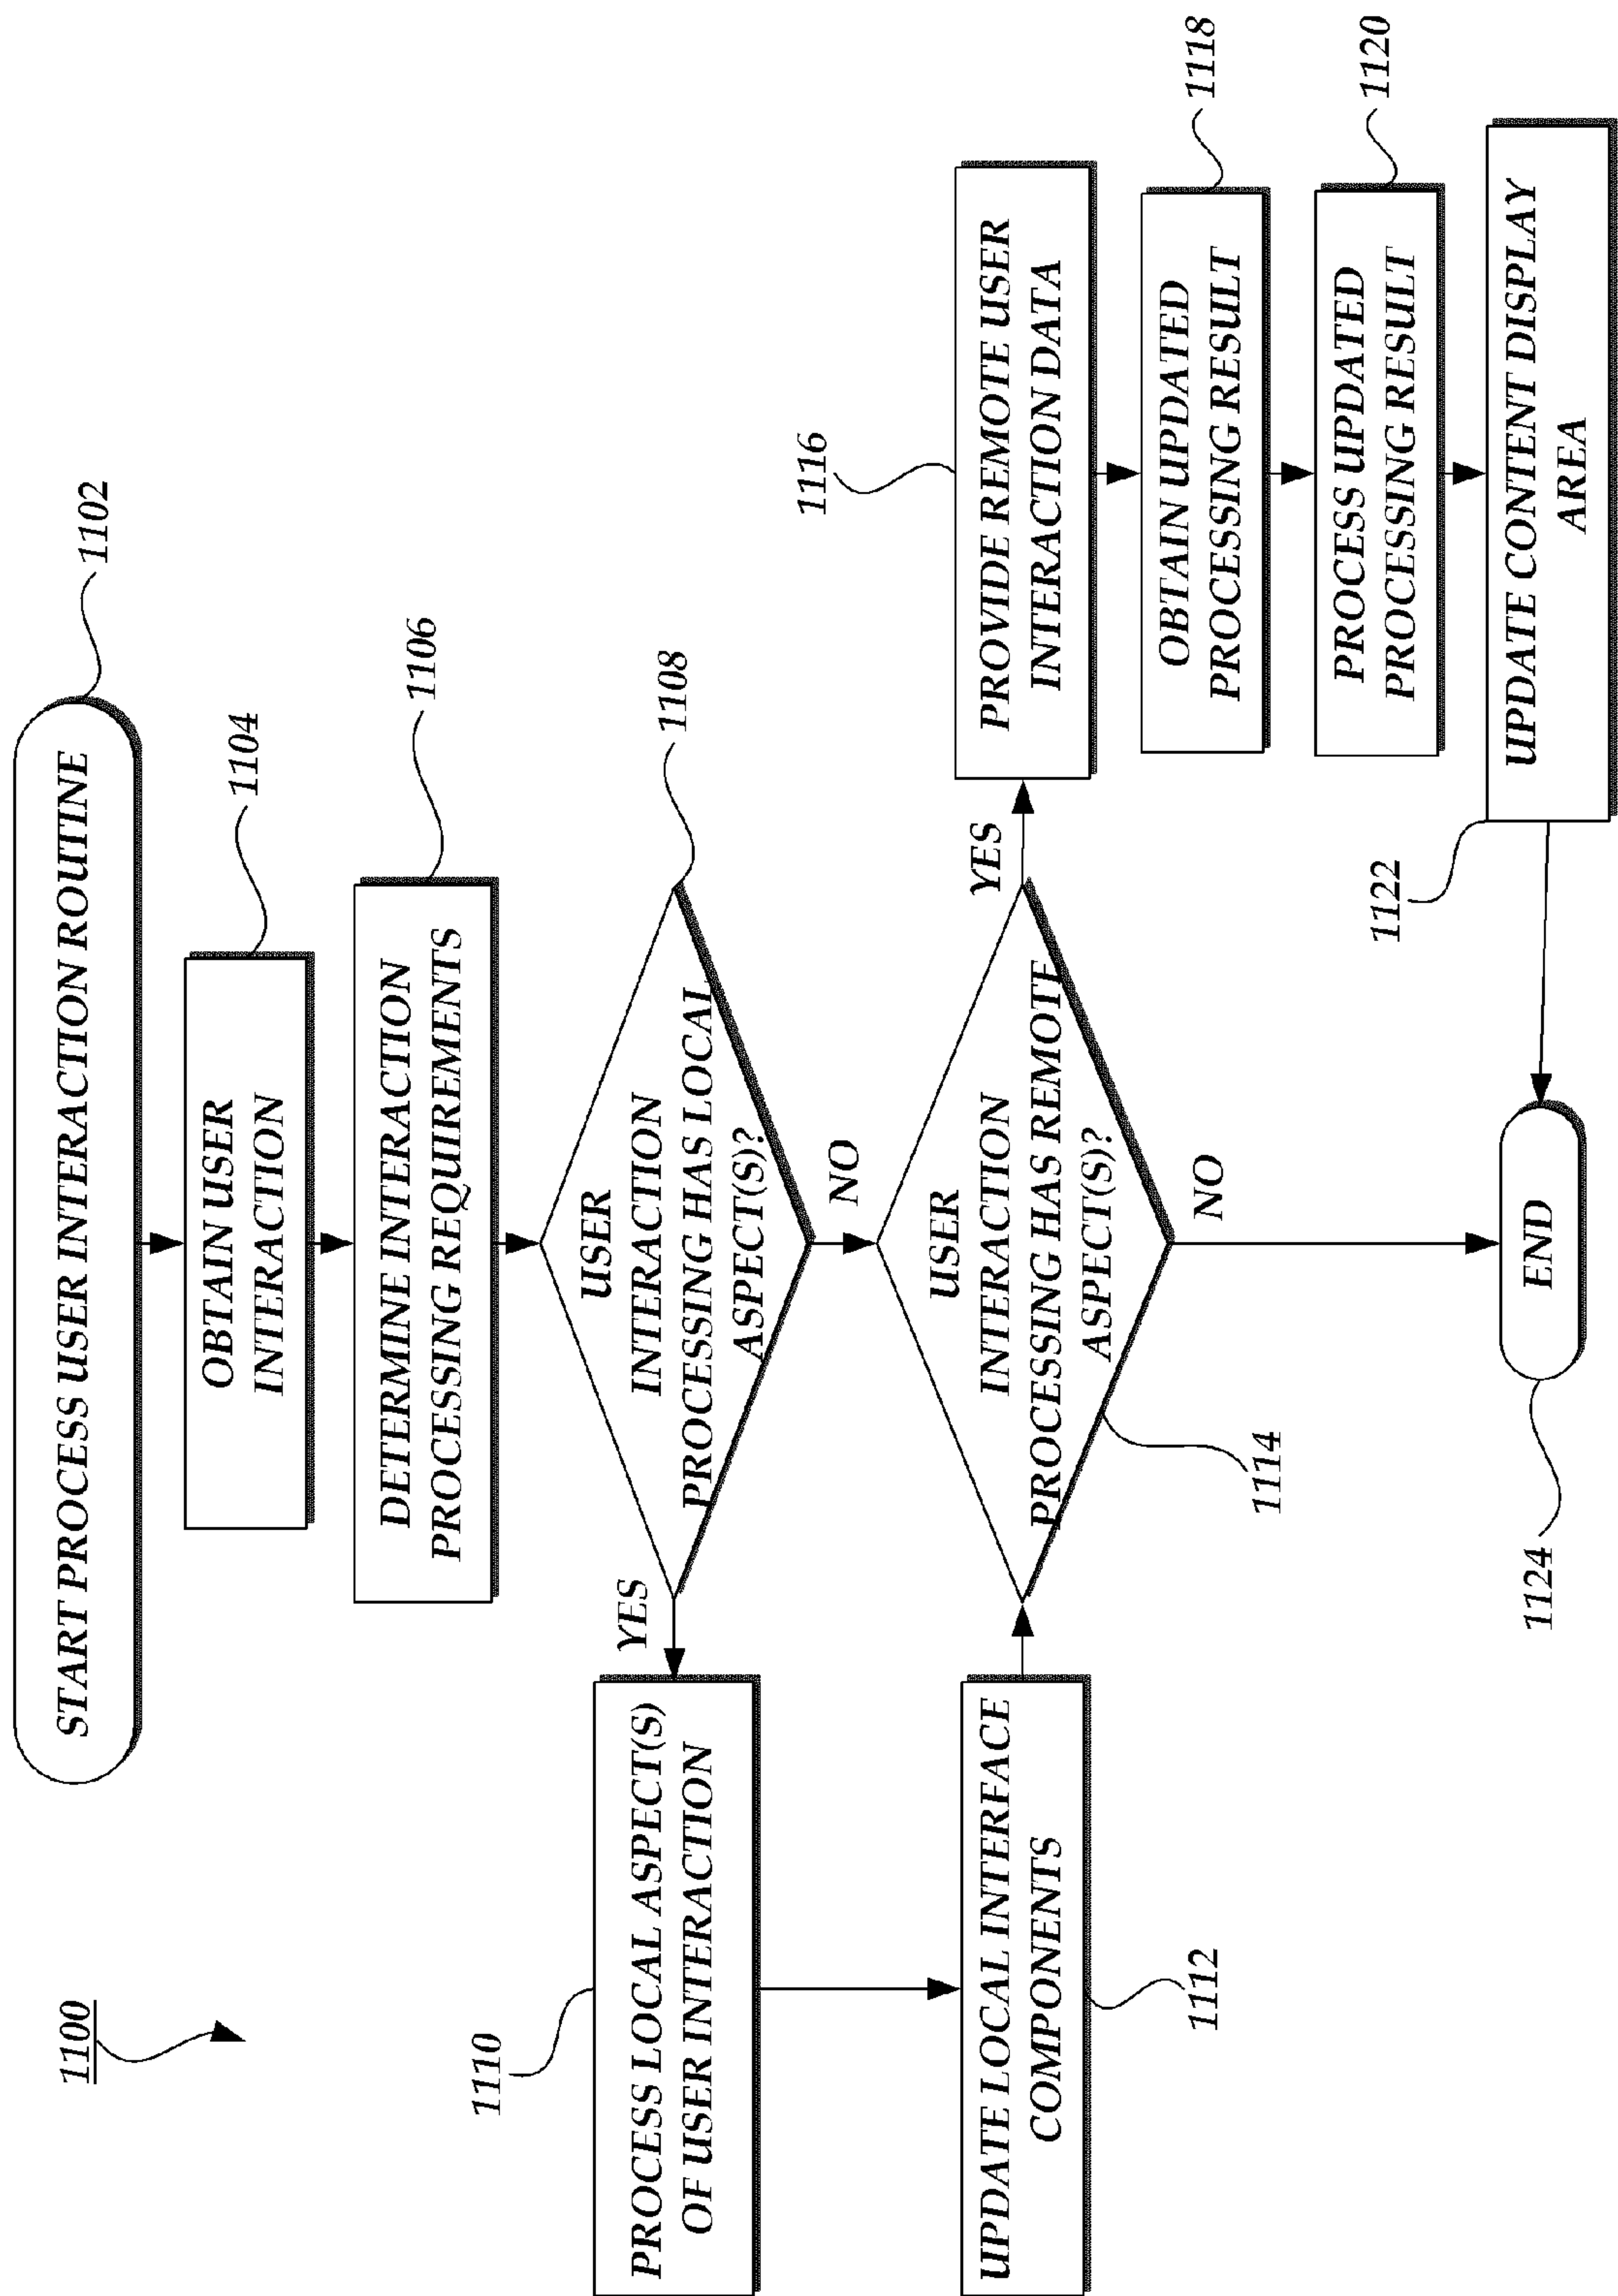 1100
START PROCESS USER INTERACTION ROUTINE
1102
OBTAIN USER
INTERACTION
1104
DETERMINE INTERACTION
PROCESSING REQUIREMENTS
1106
USER
INTERACTION
PROCESSING HAS LOCAL
ASPECT(S)?
1108
YES
NO
1110
PROCESS LOCAL ASPECT(S)
OF USER INTERACTION
UPDATE LOCAL INTERFACE
COMPONENTS
1112
USER
INTERACTION
PROCESSING HAS REMOTE
ASPECT(S)?
1114
YES
NO
1116
PROVIDE REMOTE USER
INTERACTION DATA
OBTAIN UPDATED
PROCESSING RESULT
1118
PROCESS UPDATED
PROCESSING RESULT
1120
1122
UPDATE CONTENT DISPLAY
AREA
END
1124